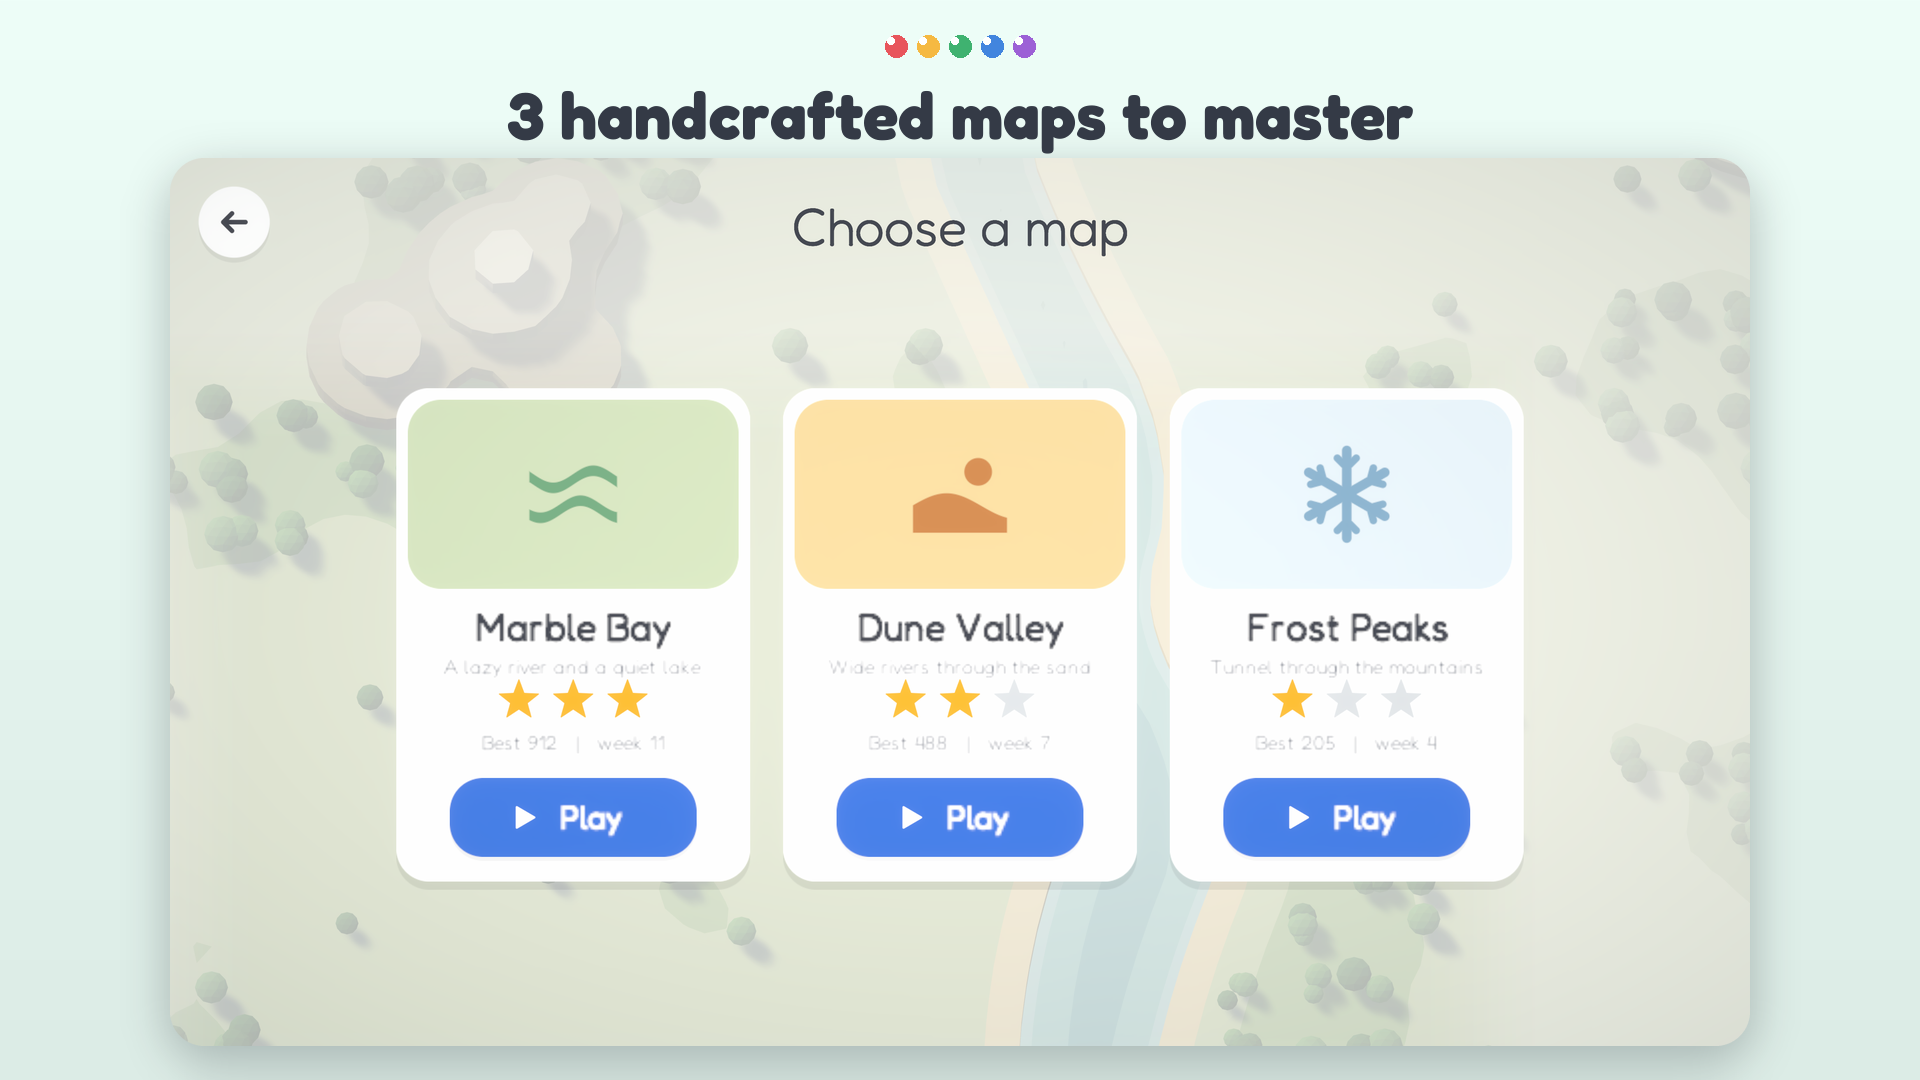 3 handcrafted maps to master
Choose a map
Marble Bay
A lazy river and a quiet lake
Best 912 | week 11
Play
Dune Valley
Wide rivers through the sand
Best 488 | week 7
Play
Frost Peaks
Tunnel through the mountains
Best 205 | week 4
Play